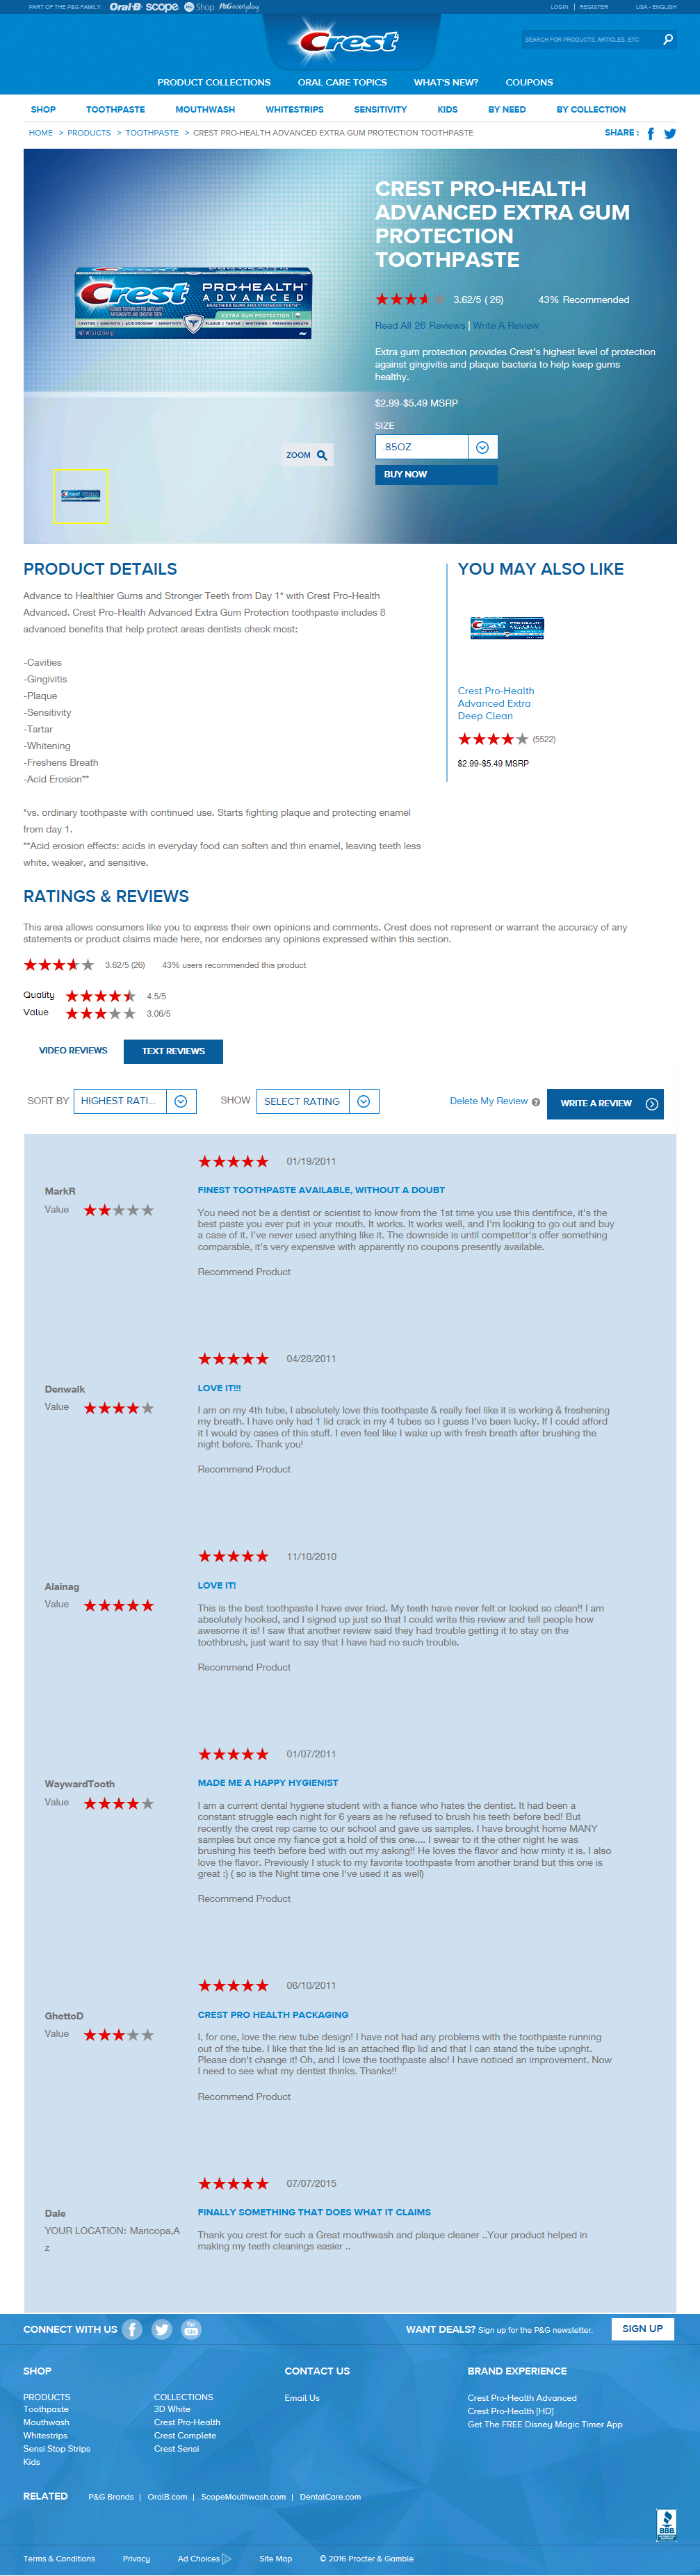 PART OF THE P&G FAMILY: Oral-B scope P&G Shop P&G everyday
LOGIN | REGISTER USA - ENGLISH
Crest
SEARCH FOR PRODUCTS, ARTICLES, ETC
PRODUCT COLLECTIONS ORAL CARE TOPICS WHAT'S NEW? COUPONS
SHOP TOOTHPASTE MOUTHWASH WHITESTRIPS SENSITIVITY KIDS BY NEED BY COLLECTION
HOME > PRODUCTS > TOOTHPASTE > CREST PRO-HEALTH ADVANCED EXTRA GUM PROTECTION TOOTHPASTE
SHARE :
CREST PRO-HEALTH
ADVANCED EXTRA GUM
PROTECTION
TOOTHPASTE
Crest PRO-HEALTH
ADVANCED
HEALTHIER GUMS AND STRONGER TEETH
EXTRA GUM PROTECTION
3.62/5 ( 26) 43% Recommended
Read All 26 Reviews | Write A Review
Extra gum protection provides Crest's highest level of protection
against gingivitis and plaque bacteria to help keep gums
healthy.
$2.99-$5.49 MSRP
SIZE
.85OZ
BUY NOW
ZOOM
PRODUCT DETAILS
Advance to Healthier Gums and Stronger Teeth from Day 1* with Crest Pro-Health
Advanced. Crest Pro-Health Advanced Extra Gum Protection toothpaste includes 8
advanced benefits that help protect areas dentists check most:
-Cavities
-Gingivitis
-Plaque
-Sensitivity
-Tartar
-Whitening
-Freshens Breath
-Acid Erosion**
*vs. ordinary toothpaste with continued use. Starts fighting plaque and protecting enamel
from day 1.
**Acid erosion effects: acids in everyday food can soften and thin enamel, leaving teeth less
white, weaker, and sensitive.
YOU MAY ALSO LIKE
Crest Pro-Health
Advanced Extra
Deep Clean
(5522)
$2.99-$5.49 MSRP
RATINGS & REVIEWS
This area allows consumers like you to express their own opinions and comments. Crest does not represent or warrant the accuracy of any
statements or product claims made here, nor endorses any opinions expressed within this section.
3.62/5 (26) 43% users recommended this product
Quality 4.5/5
Value 3.06/5
VIDEO REVIEWS TEXT REVIEWS
SORT BY HIGHEST RATI... SHOW SELECT RATING Delete My Review ? WRITE A REVIEW
01/19/2011
MarkR
Value
FINEST TOOTHPASTE AVAILABLE, WITHOUT A DOUBT
You need not be a dentist or scientist to know from the 1st time you use this dentifrice, it's the
best paste you ever put in your mouth. It works. It works well, and I'm looking to go out and buy
a case of it. I've never used anything like it. The downside is until competitor's offer something
comparable, it's very expensive with apparently no coupons presently available.
Recommend Product
04/28/2011
Denwalk
Value
LOVE IT!!!
I am on my 4th tube, I absolutely love this toothpaste & really feel like it is working & freshening
my breath. I have only had 1 lid crack in my 4 tubes so I guess I've been lucky. If I could afford
it I would by cases of this stuff. I even feel like I wake up with fresh breath after brushing the
night before. Thank you!
Recommend Product
11/10/2010
Alainag
Value
LOVE IT!
This is the best toothpaste I have ever tried. My teeth have never felt or looked so clean!! I am
absolutely hooked, and I signed up just so that I could write this review and tell people how
awesome it is! I saw that another review said they had trouble getting it to stay on the
toothbrush, just want to say that I have had no such trouble.
Recommend Product
01/07/2011
WaywardTooth
Value
MADE ME A HAPPY HYGIENIST
I am a current dental hygiene student with a fiance who hates the dentist. It had been a
constant struggle each night for 6 years as he refused to brush his teeth before bed! But
recently the crest rep came to our school and gave us samples. I have brought home MANY
samples but once my fiance got a hold of this one.... I swear to it the other night he was
brushing his teeth before bed with out my asking!! He loves the flavor and how minty it is. I also
love the flavor. Previously I stuck to my favorite toothpaste from another brand but this one is
great :) ( so is the Night time one I've used it as well)
Recommend Product
06/10/2011
GhettoD
Value
CREST PRO HEALTH PACKAGING
I, for one, love the new tube design! I have not had any problems with the toothpaste running
out of the tube. I like that the lid is an attached flip lid and that I can stand the tube upright.
Please don't change it! Oh, and I love the toothpaste also! I have noticed an improvement. Now
I need to see what my dentist thinks. Thanks!!
Recommend Product
07/07/2015
Dale
YOUR LOCATION: Maricopa,A
z
FINALLY SOMETHING THAT DOES WHAT IT CLAIMS
Thank you crest for such a Great mouthwash and plaque cleaner ..Your product helped in
making my teeth cleanings easier ..
CONNECT WITH US
WANT DEALS? Sign up for the P&G newsletter. SIGN UP
SHOP
PRODUCTS
Toothpaste
Mouthwash
Whitestrips
Sensi Stop Strips
Kids
COLLECTIONS
3D White
Crest Pro-Health
Crest Complete
Crest Sensi
CONTACT US
Email Us
BRAND EXPERIENCE
Crest Pro-Health Advanced
Crest Pro-Health [HD]
Get The FREE Disney Magic Timer App
RELATED P&G Brands | OralB.com | ScopeMouthwash.com | DentalCare.com
BBB
Terms & Conditions Privacy Ad Choices Site Map © 2016 Procter & Gamble